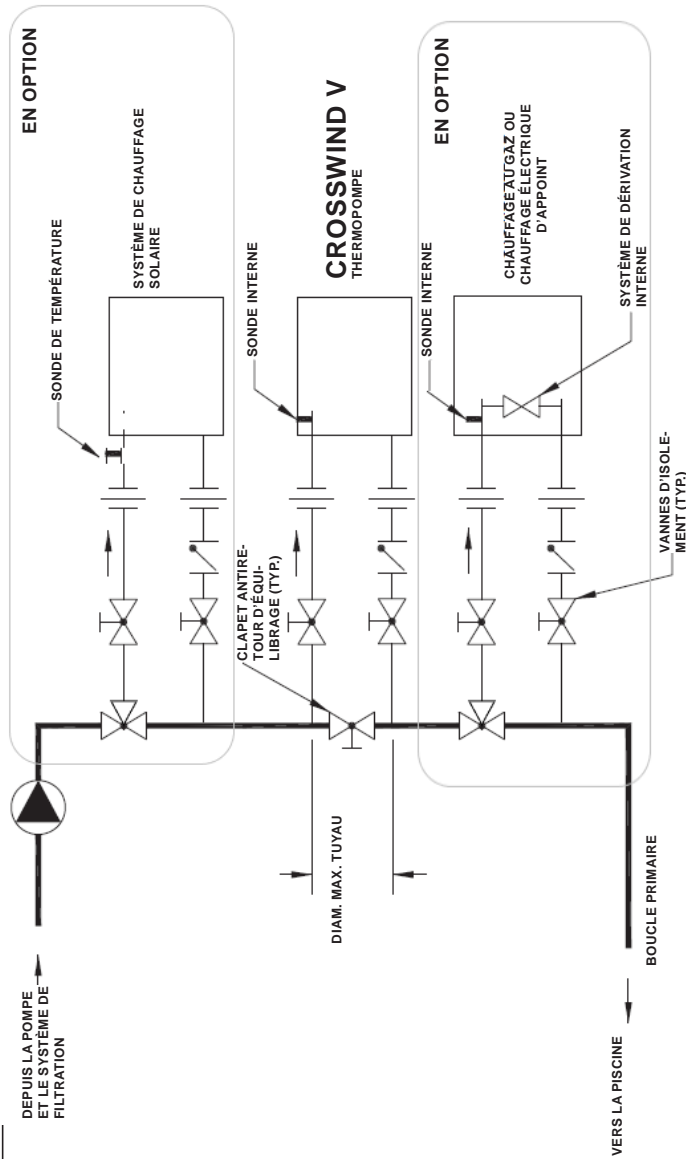 EN OPTION
SONDE DE TEMPÉRATURE
SYSTÈME DE CHAUFFAGE
SOLAIRE
CROSSWIND V
THERMOPOMPE
SONDE INTERNE
EN OPTION
SONDE INTERNE
CHAUFFAGE AU GAZ OU
CHAUFFAGE ÉLECTRIQUE
D'APPOINT
SYSTÈME DE DÉRIVATION
INTERNE
CLAPET ANTIRE-
TOUR D'ÉQUI-
LIBRAGE (TYP.)
VANNES D'ISOLE-
MENT (TYP.)
DIAM. MAX. TUYAU
DEPUIS LA POMPE
ET LE SYSTÈME DE
FILTRATION
BOUCLE PRIMAIRE
VERS LA PISCINE